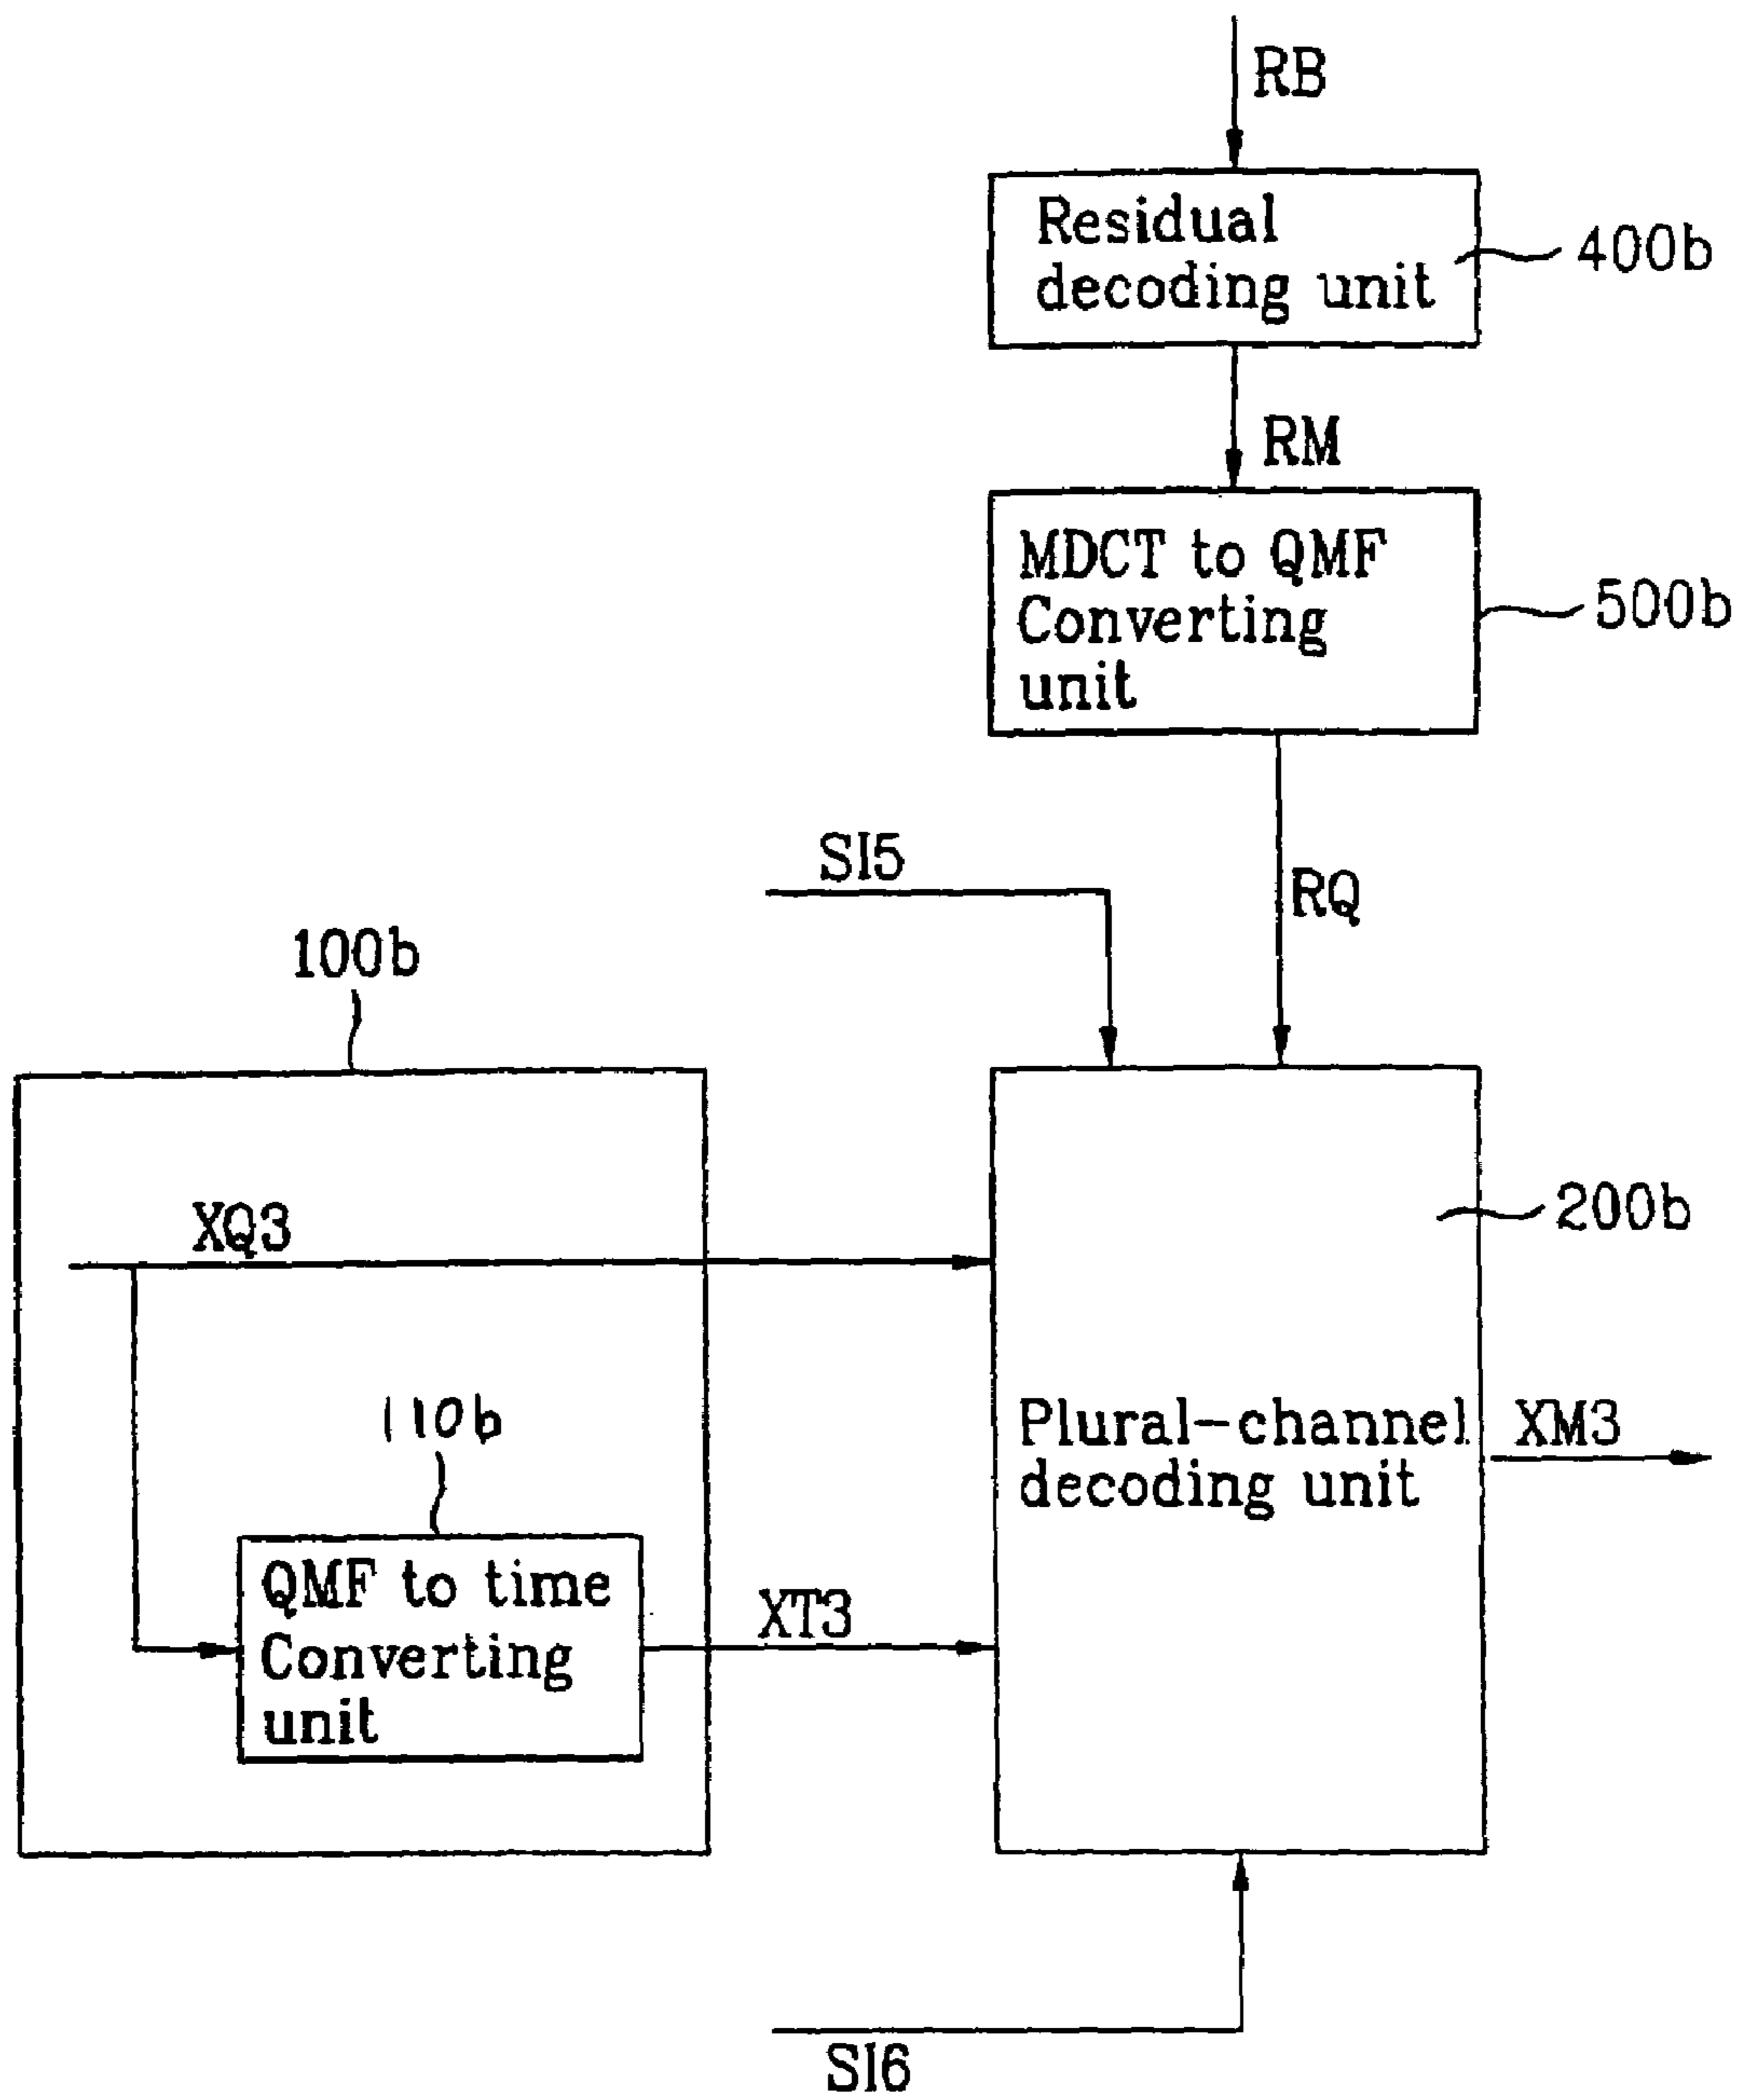 RB
Residual
decoding unit
400b
RM
MDCT to QMF
Converting
unit
500b
SI5
RQ
100b
XQ3
200b
110b
Plural-channel
decoding unit
XM3
QMF to time
Converting
unit
XT3
SI6